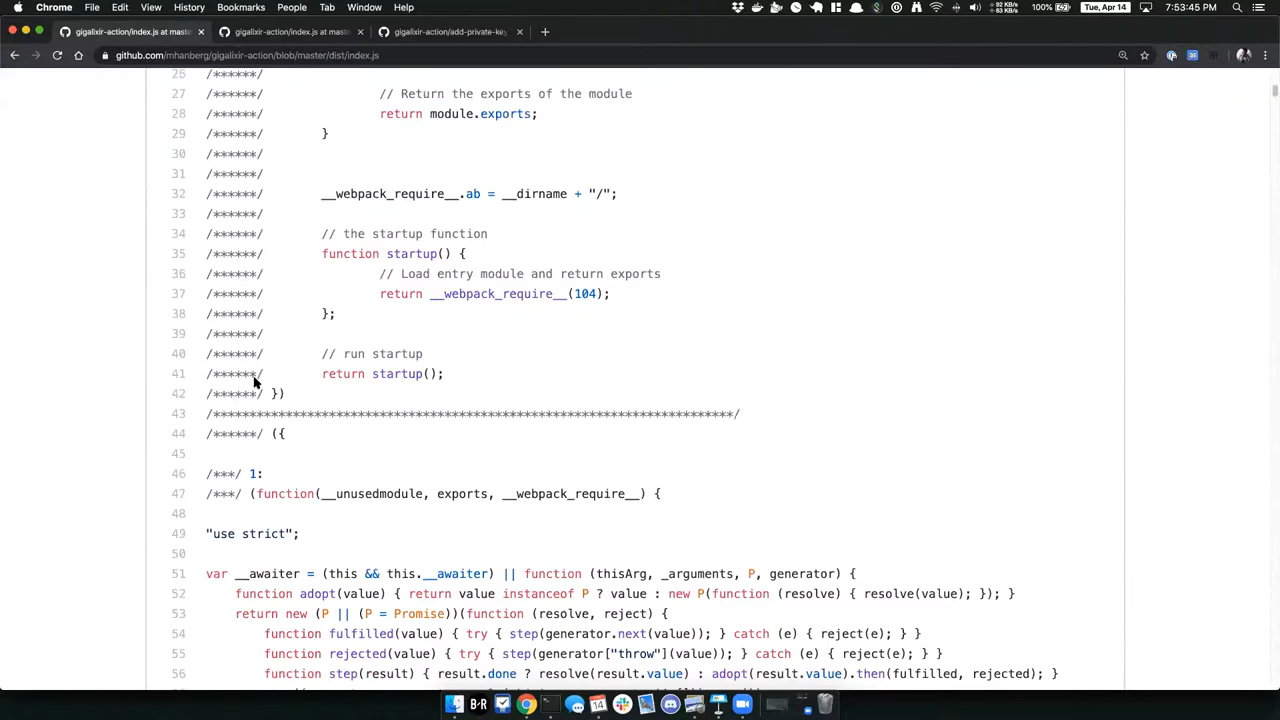 Chrome File Edit View History Bookmarks People Tab Window Help 92 KB/s 63 KB/s 100% Tue, Apr 14 7:53:45 PM
gigalixir-action/index.js at maste × gigalixir-action/index.js at mast × gigalixir-action/add-private-key × +
github.com/mhanberg/gigalixir-action/blob/master/dist/index.js
26 /******/
27 /******/ // Return the exports of the module
28 /******/ return module.exports;
29 /******/ }
30 /******/
31 /******/
32 /******/ __webpack_require__.ab = __dirname + "/";
33 /******/
34 /******/ // the startup function
35 /******/ function startup() {
36 /******/ // Load entry module and return exports
37 /******/ return __webpack_require__(104);
38 /******/ };
39 /******/
40 /******/ // run startup
41 /******/ return startup();
42 /******/ })
43 /************************************************************************/
44 /******/ ({
45
46 /***/ 1:
47 /***/ (function(__unusedmodule, exports, __webpack_require__) {
48
49 "use strict";
50
51 var __awaiter = (this && this.__awaiter) || function (thisArg, _arguments, P, generator) {
52 function adopt(value) { return value instanceof P ? value : new P(function (resolve) { resolve(value); }); }
53 return new (P || (P = Promise))(function (resolve, reject) {
54 function fulfilled(value) { try { step(generator.next(value)); } catch (e) { reject(e); } }
55 function rejected(value) { try { step(generator["throw"](value)); } catch (e) { reject(e); } }
56 function step(result) { result.done ? resolve(result.value) : adopt(result.value).then(fulfilled, rejected); }
B·R
14